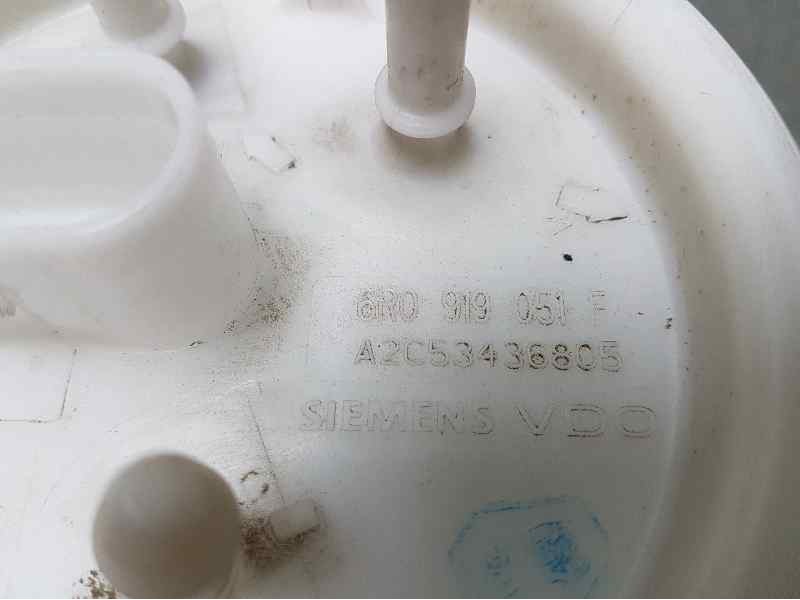 6R0 919 051 F
A2C53436805
SIEMENS VDO